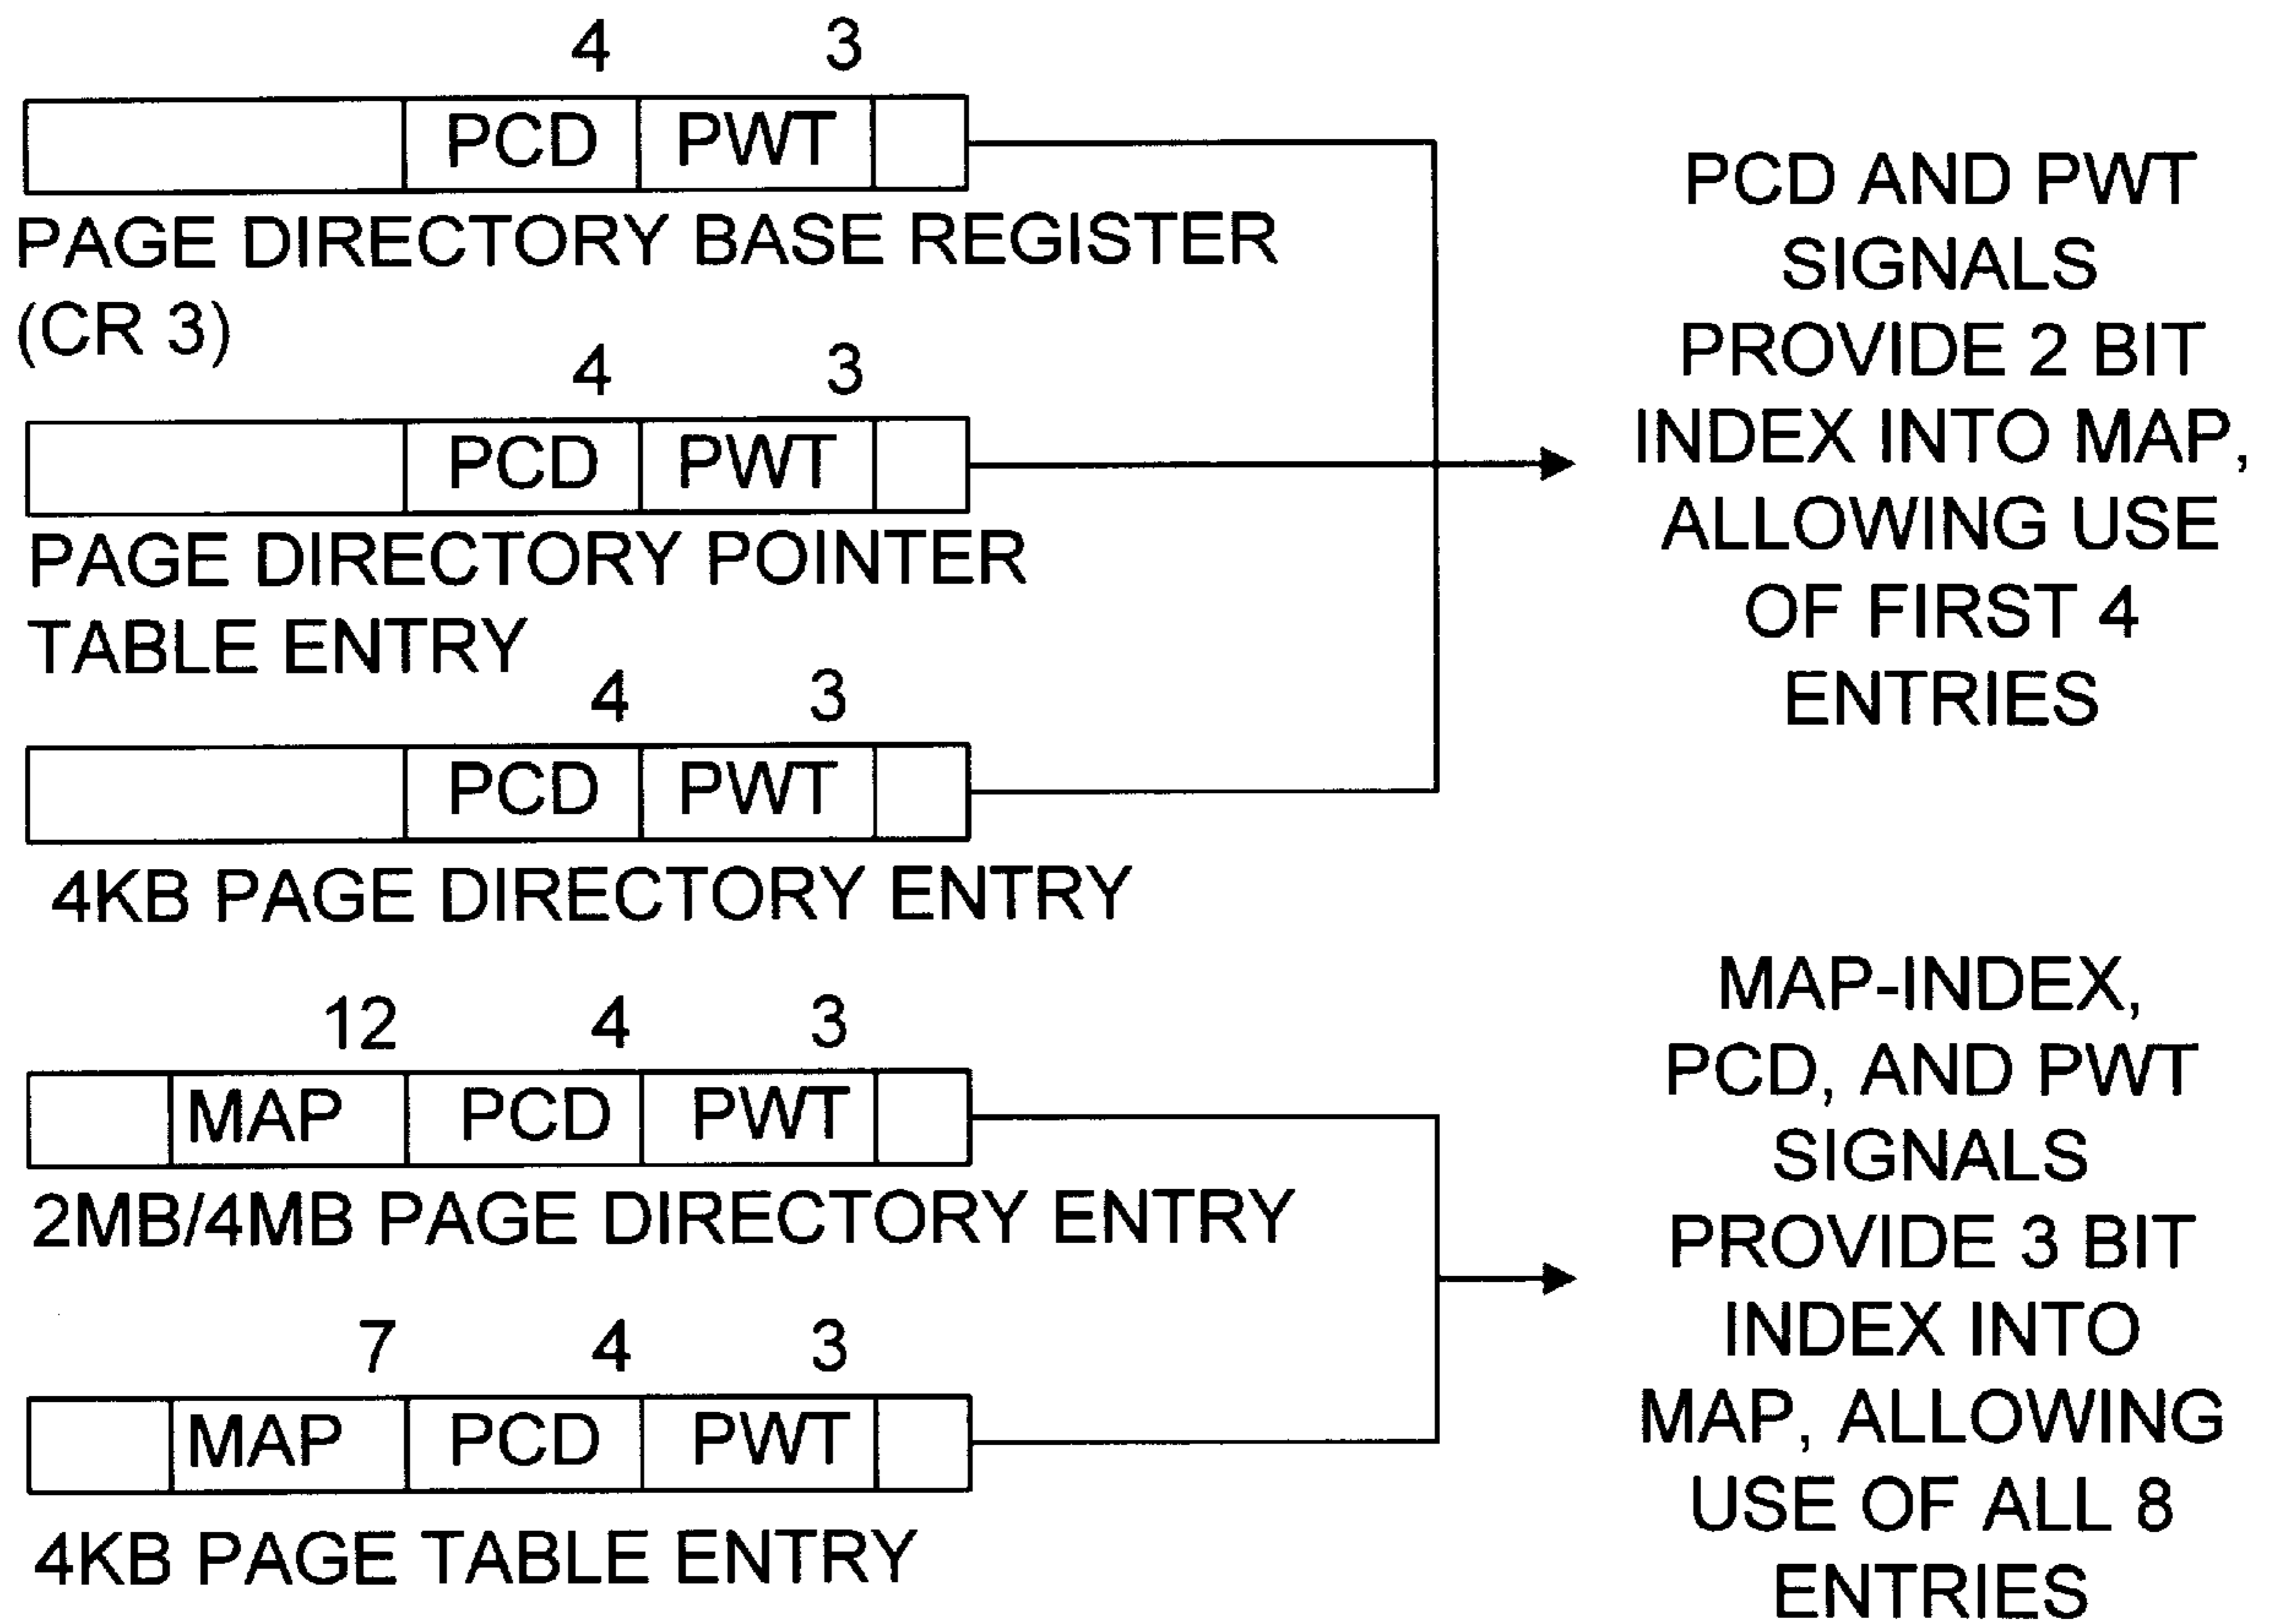 4 3
PCD PWT
PAGE DIRECTORY BASE REGISTER
(CR 3)
4 3
PCD PWT
PAGE DIRECTORY POINTER
TABLE ENTRY
4 3
PCD PWT
4KB PAGE DIRECTORY ENTRY
PCD AND PWT
SIGNALS
PROVIDE 2 BIT
INDEX INTO MAP,
ALLOWING USE
OF FIRST 4
ENTRIES
12 4 3
MAP PCD PWT
2MB/4MB PAGE DIRECTORY ENTRY
7 4 3
MAP PCD PWT
4KB PAGE TABLE ENTRY
MAP-INDEX,
PCD, AND PWT
SIGNALS
PROVIDE 3 BIT
INDEX INTO
MAP, ALLOWING
USE OF ALL 8
ENTRIES